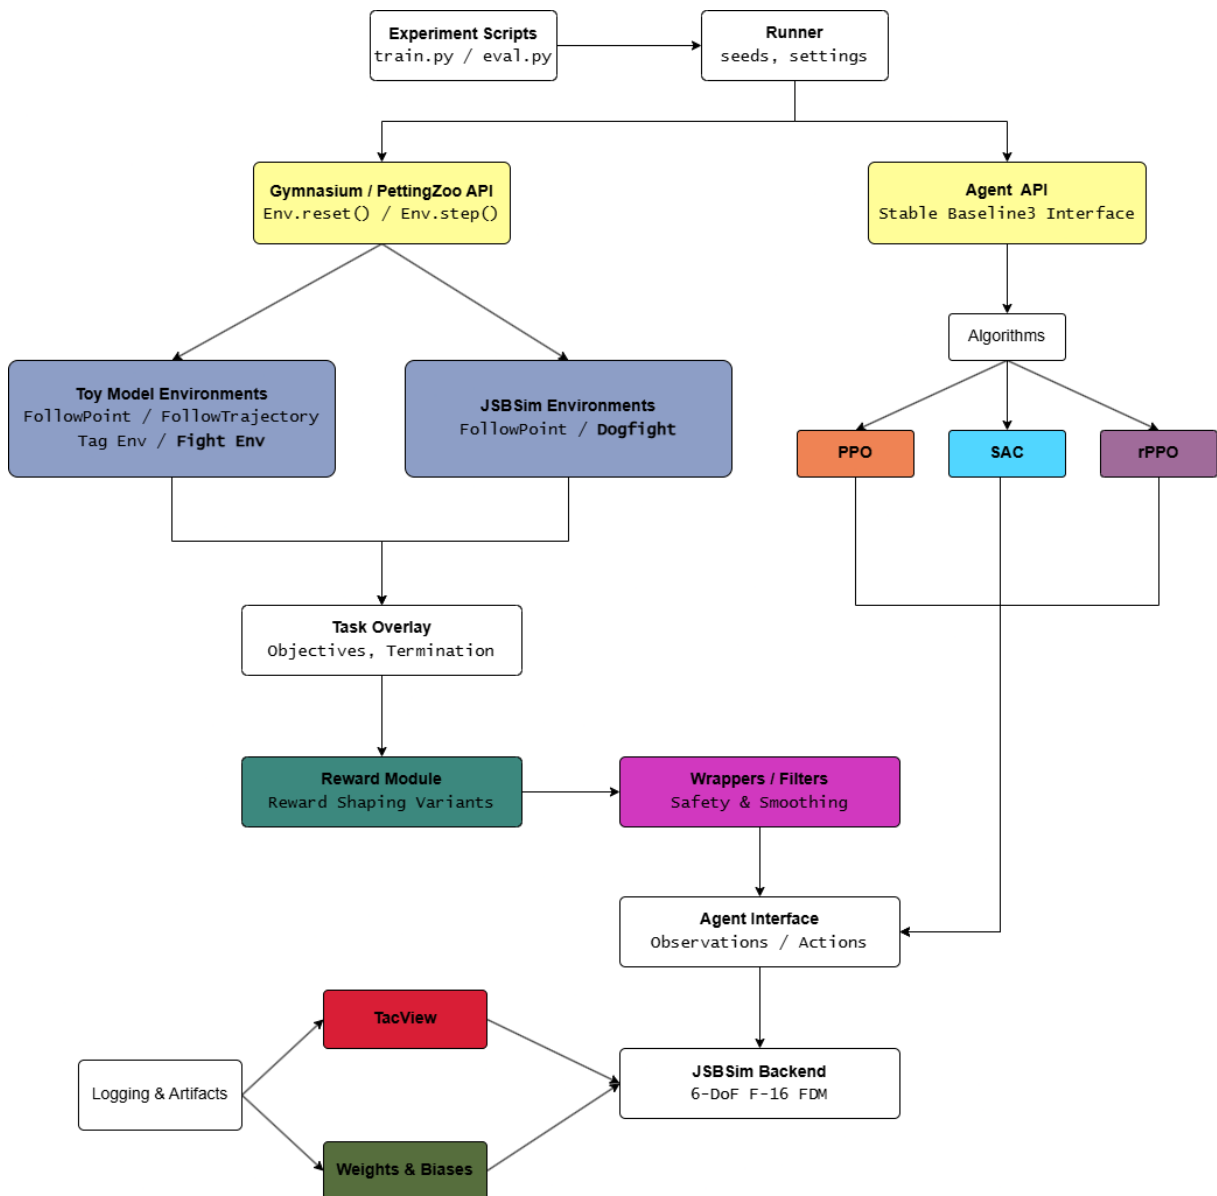 Experiment Scripts
train.py / eval.py
Runner
seeds, settings
Gymnasium / PettingZoo API
Env.reset() / Env.step()
Agent API
Stable Baseline3 Interface
Algorithms
Toy Model Environments
FollowPoint / FollowTrajectory
Tag Env / Fight Env
JSBSim Environments
FollowPoint / Dogfight
PPO
SAC
rPPO
Task Overlay
Objectives, Termination
Reward Module
Reward Shaping Variants
Wrappers / Filters
Safety & Smoothing
Agent Interface
Observations / Actions
TacView
Logging & Artifacts
JSBSim Backend
6-DoF F-16 FDM
Weights & Biases